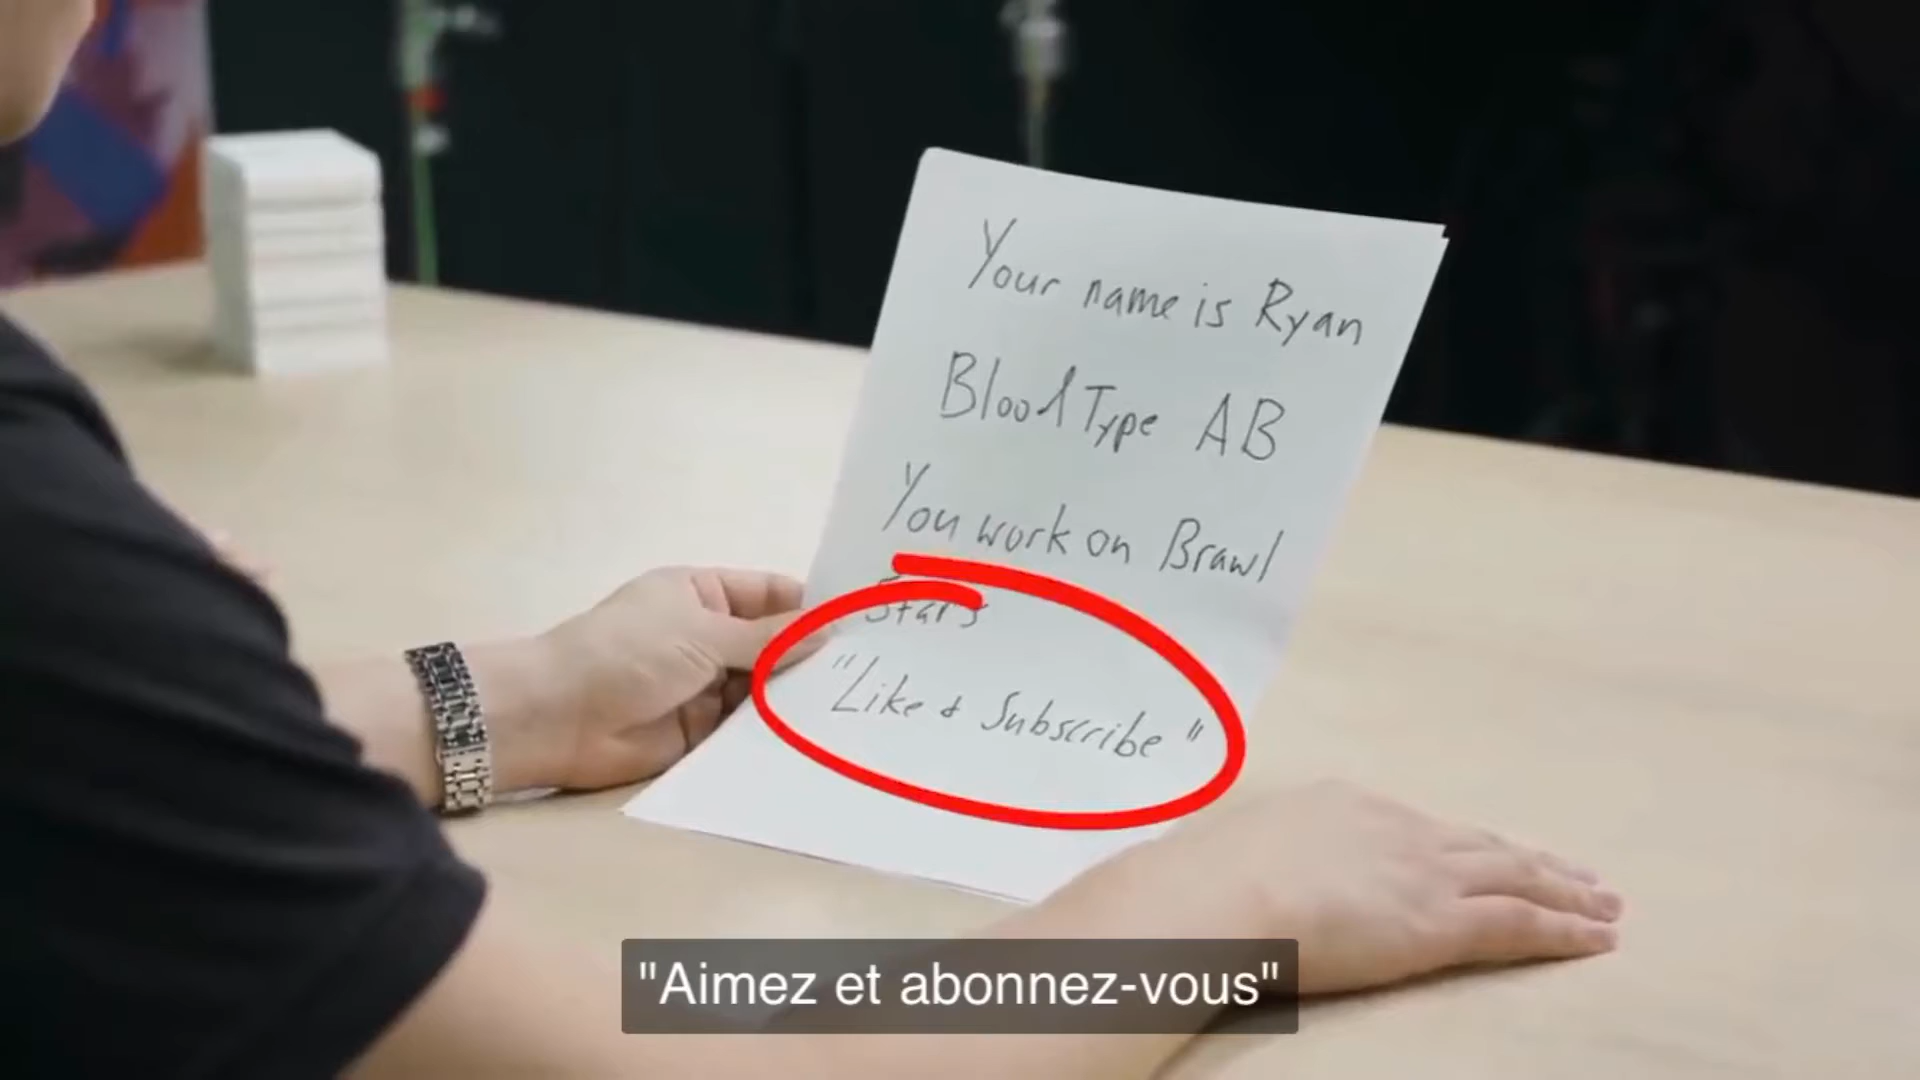 Your name is Ryan
Blood Type AB
You work on Brawl
Stars
"Like & Subscribe"
"Aimez et abonnez-vous"